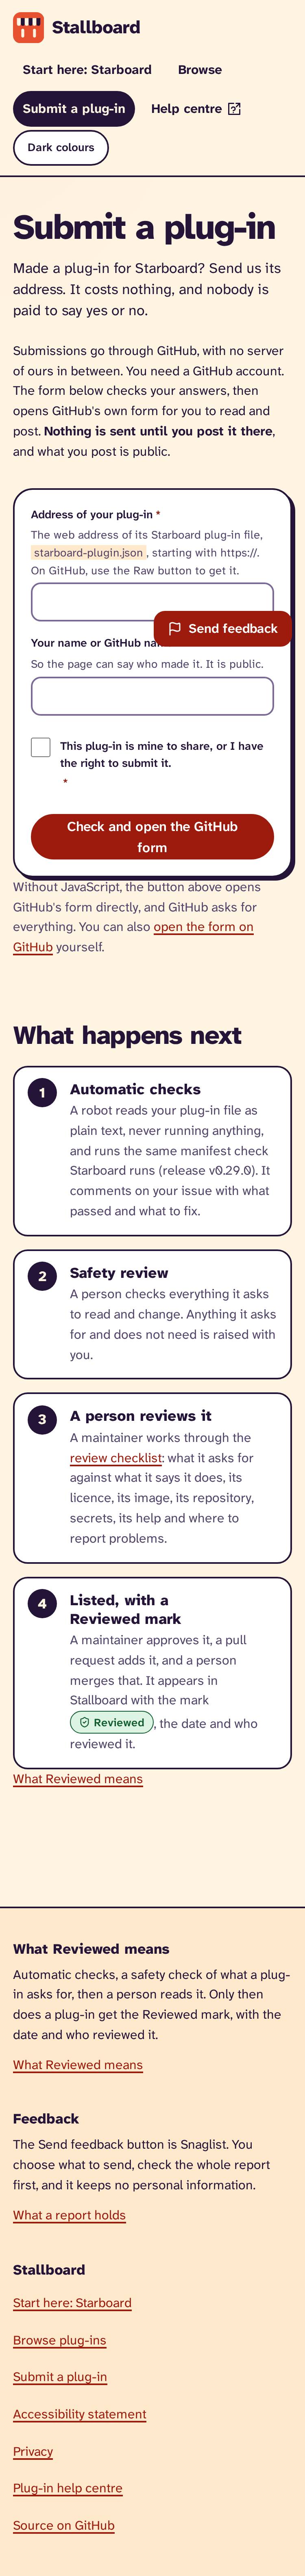 Stallboard
Start here: Starboard
Browse
Submit a plug-in
Help centre
Dark colours
Submit a plug-in
Made a plug-in for Starboard? Send us its
address. It costs nothing, and nobody is
paid to say yes or no.
Submissions go through GitHub, with no server
of ours in between. You need a GitHub account.
The form below checks your answers, then
opens GitHub's own form for you to read and
post. Nothing is sent until you post it there,
and what you post is public.
Address of your plug-in *
The web address of its Starboard plug-in file,
starboard-plugin.json, starting with https://.
On GitHub, use the Raw button to get it.
Send feedback
Your name or GitHub
So the page can say who made it. It is public.
This plug-in is mine to share, or I have
the right to submit it.
*
Check and open the GitHub
form
Without JavaScript, the button above opens
GitHub's form directly, and GitHub asks for
everything. You can also open the form on
GitHub yourself.
What happens next
1
Automatic checks
A robot reads your plug-in file as
plain text, never running anything,
and runs the same manifest check
Starboard runs (release v0.29.0). It
comments on your issue with what
passed and what to fix.
2
Safety review
A person checks everything it asks
to read and change. Anything it asks
for and does not need is raised with
you.
3
A person reviews it
A maintainer works through the
review checklist: what it asks for
against what it says it does, its
licence, its image, its repository,
secrets, its help and where to
report problems.
4
Listed, with a
Reviewed mark
A maintainer approves it, a pull
request adds it, and a person
merges that. It appears in
Stallboard with the mark
Reviewed, the date and who
reviewed it.
What Reviewed means
What Reviewed means
Automatic checks, a safety check of what a plug-
in asks for, then a person reads it. Only then
does a plug-in get the Reviewed mark, with the
date and who reviewed it.
What Reviewed means
Feedback
The Send feedback button is Snaglist. You
choose what to send, check the whole report
first, and it keeps no personal information.
What a report holds
Stallboard
Start here: Starboard
Browse plug-ins
Submit a plug-in
Accessibility statement
Privacy
Plug-in help centre
Source on GitHub